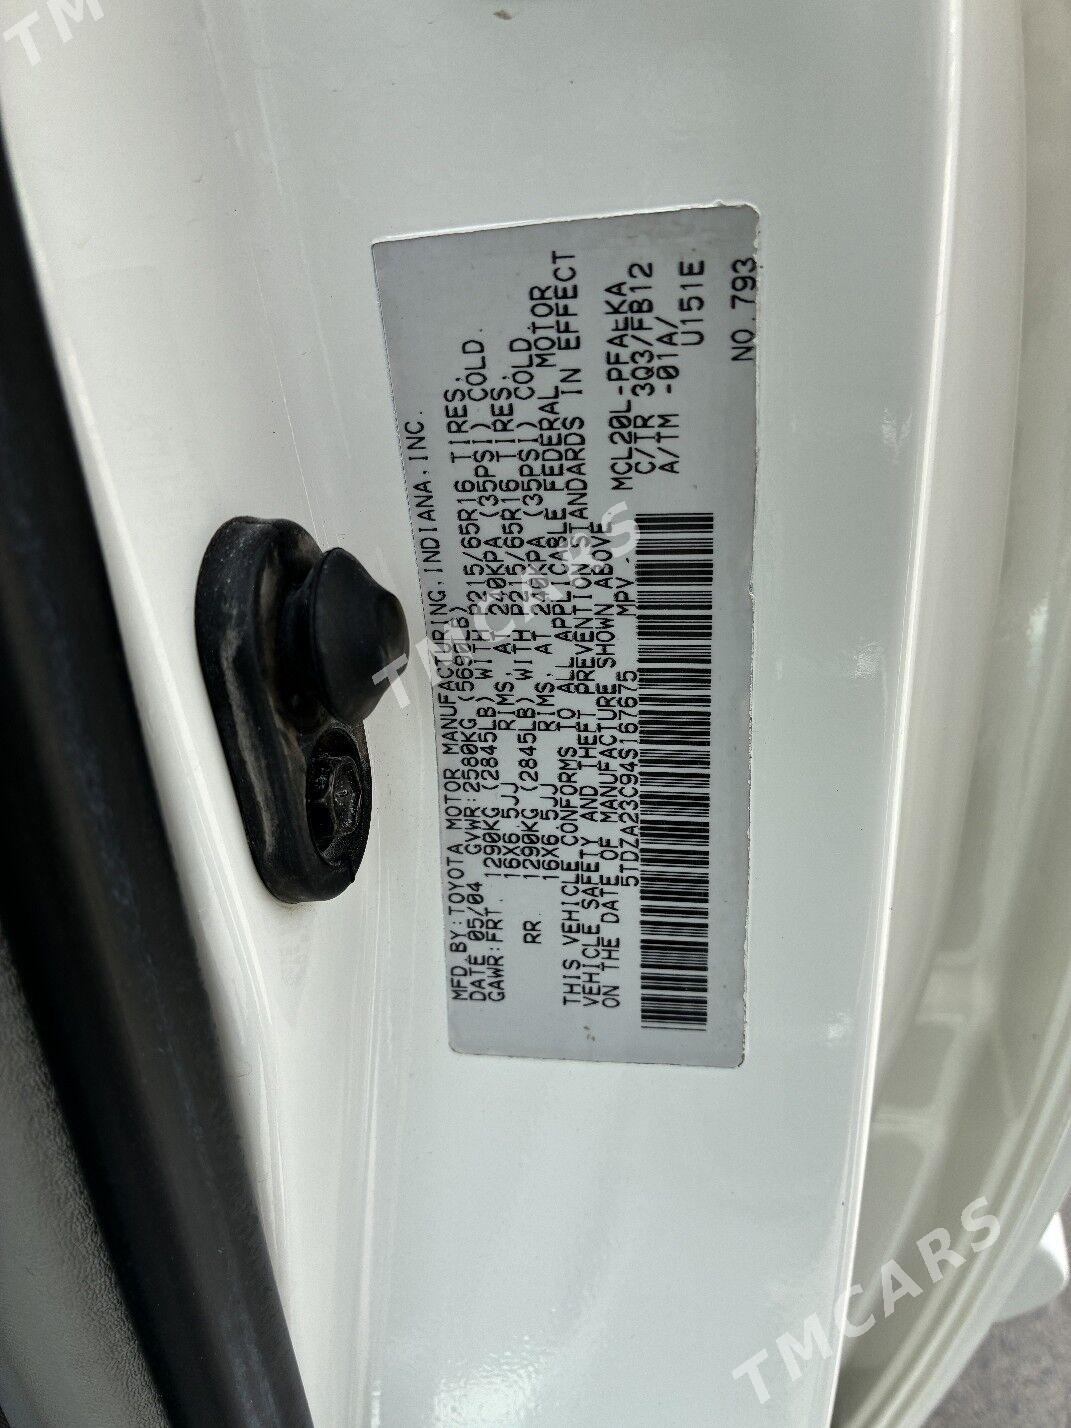 MFD.BY:TOYOTA MOTOR MANUFACTURING,INDIANA,INC.
DATE:05/04 GVWR:2580KG (5690LB)
GAWR:FRT. 1290KG (2845LB) WITH P215/65R16 TIRES,
16X6.5JJ RIMS,AT 240KPA (35PSI) COLD
RR. 1290KG (2845LB) WITH P215/65R16 TIRES,
16X6.5JJ RIMS,AT 240KPA (35PSI) COLD
THIS VEHICLE CONFORMS TO ALL APPLICABLE FEDERAL MOTOR
VEHICLE SAFETY AND THEFT PREVENTION STANDARDS IN EFFECT
ON THE DATE OF MANUFACTURE SHOWN ABOVE.
5TDZA23C94S167675 MPV
MCL20L-PFALKA
C/TR 3Q3/FB12
A/TM -01A/
U151E
NO.793
TMCARS
TMCARS